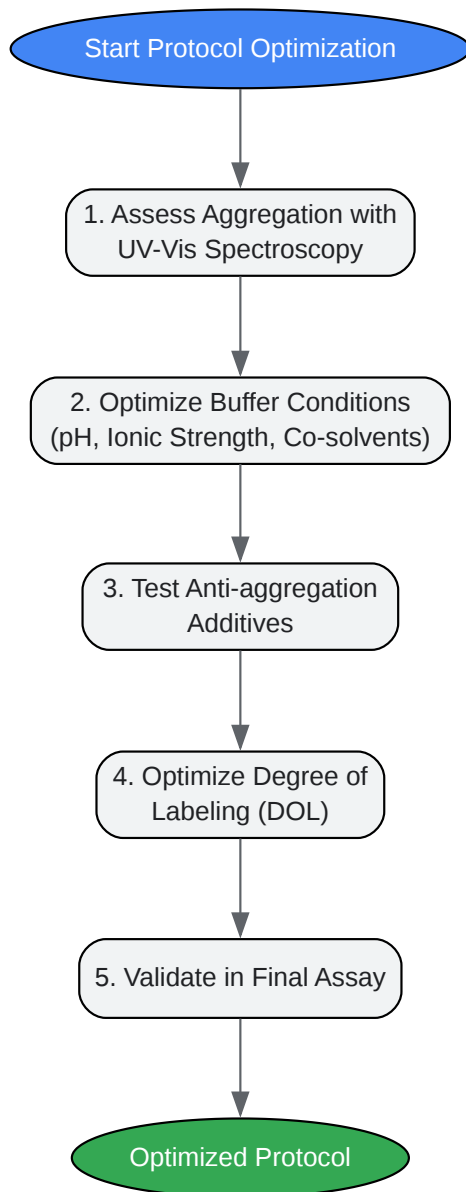 Start Protocol Optimization
1. Assess Aggregation with
UV-Vis Spectroscopy
2. Optimize Buffer Conditions
(pH, Ionic Strength, Co-solvents)
3. Test Anti-aggregation
Additives
4. Optimize Degree of
Labeling (DOL)
5. Validate in Final Assay
Optimized Protocol